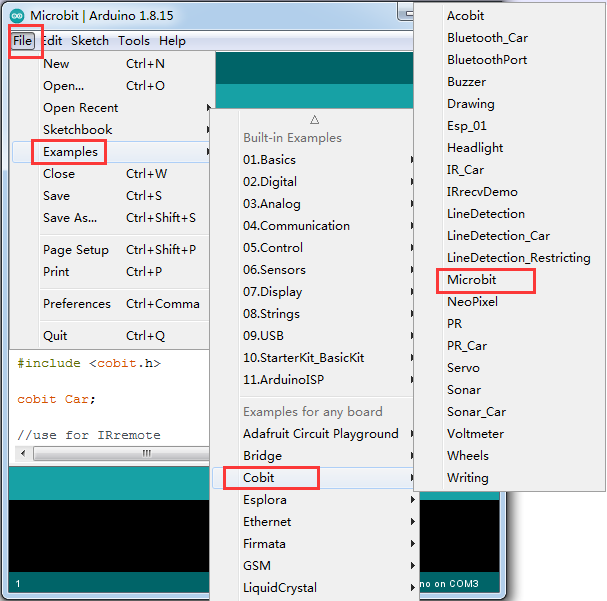 Microbit | Arduino 1.8.15
File Edit Sketch Tools Help
New Ctrl+N
Open... Ctrl+O
Open Recent
Sketchbook
Examples
Close Ctrl+W
Save Ctrl+S
Save As... Ctrl+Shift+S
Page Setup Ctrl+Shift+P
Print Ctrl+P
Preferences Ctrl+Comma
Quit Ctrl+Q
#include <cobit.h>
cobit Car;
//use for IRremote
1
Built-in Examples
01.Basics
02.Digital
03.Analog
04.Communication
05.Control
06.Sensors
07.Display
08.Strings
09.USB
10.StarterKit_BasicKit
11.ArduinoISP
Examples for any board
Adafruit Circuit Playground
Bridge
Cobit
Esplora
Ethernet
Firmata
GSM
LiquidCrystal
Acobit
Bluetooth_Car
BluetoothPort
Buzzer
Drawing
Esp_01
Headlight
IR_Car
IRrecvDemo
LineDetection
LineDetection_Car
LineDetection_Restricting
Microbit
NeoPixel
PR
PR_Car
Servo
Sonar
Sonar_Car
Voltmeter
Wheels
Writing
on COM3